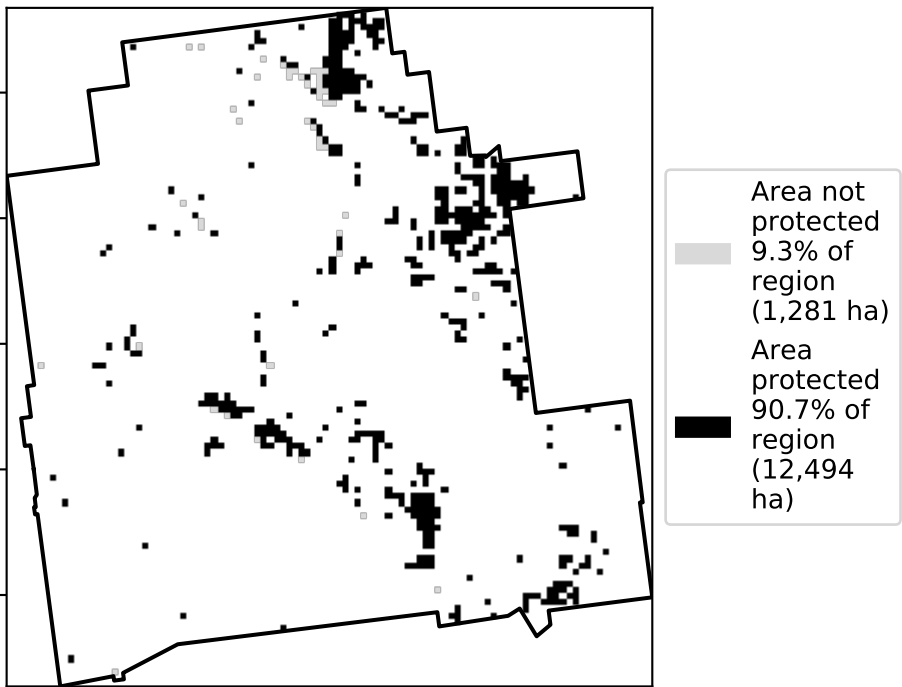 Area not
protected
9.3% of
region
(1,281 ha)
Area
protected
90.7% of
region
(12,494
ha)